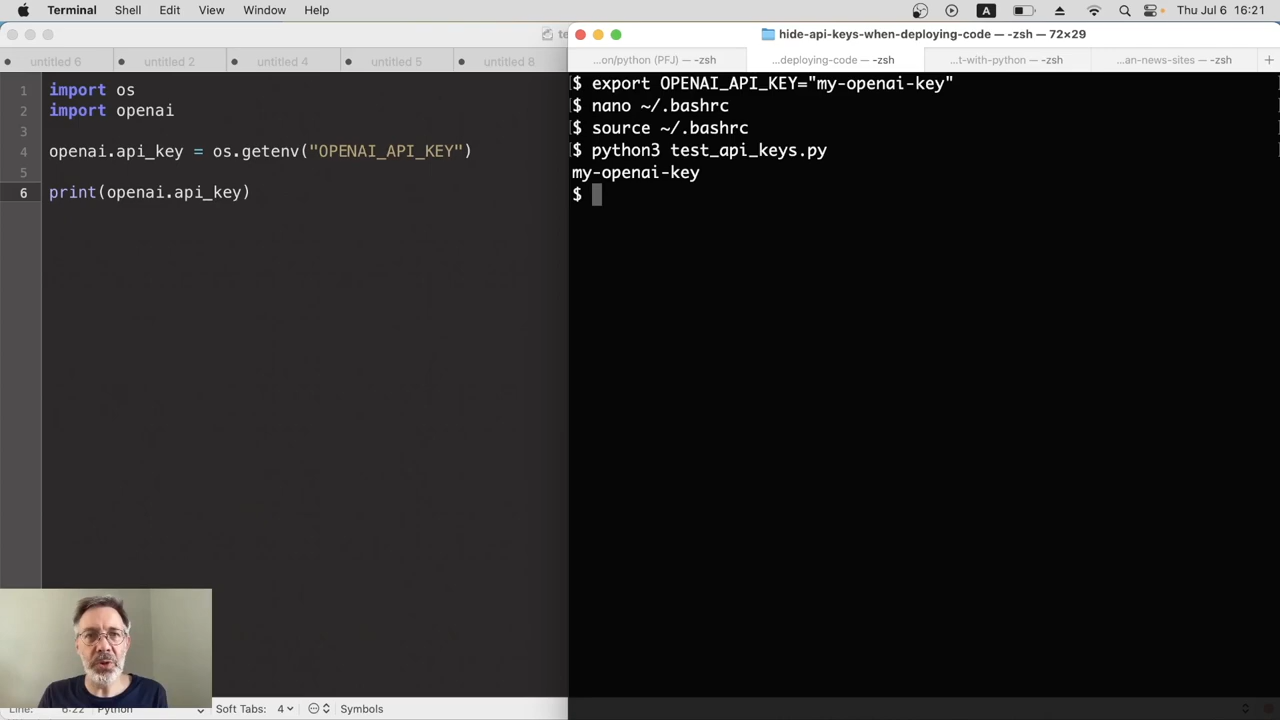 Terminal Shell Edit View Window Help
A
Thu Jul 6 16:21
te
hide-api-keys-when-deploying-code — -zsh — 72×29
untitled 6
untitled 2
untitled 4
untitled 5
untitled 8
...on/python (PFJ) — -zsh
...deploying-code — -zsh
...t-with-python — -zsh
...an-news-sites — -zsh
+
1 import os
2 import openai
3
4 openai.api_key = os.getenv("OPENAI_API_KEY")
5
6 print(openai.api_key)
$ export OPENAI_API_KEY="my-openai-key"
$ nano ~/.bashrc
$ source ~/.bashrc
$ python3 test_api_keys.py
my-openai-key
$
Line: 6:22 Python Soft Tabs: 4 Symbols